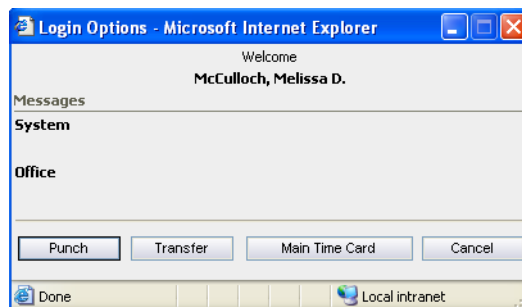 Login Options - Microsoft Internet Explorer
Welcome
McCulloch, Melissa D.
Messages
System
Office
Punch Transfer Main Time Card Cancel
Done Local intranet